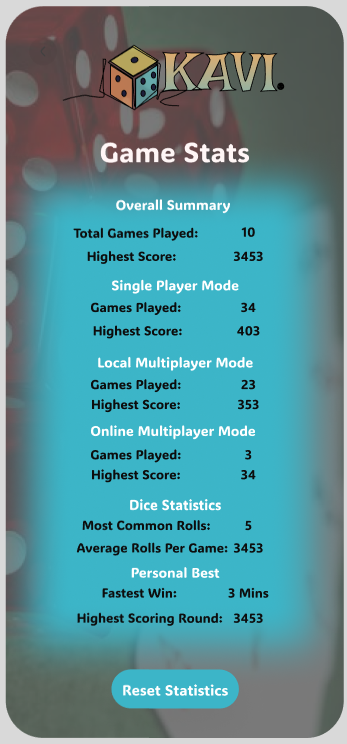 KAVI.
Game Stats
Overall Summary
Total Games Played: 10
Highest Score: 3453
Single Player Mode
Games Played: 34
Highest Score: 403
Local Multiplayer Mode
Games Played: 23
Highest Score: 353
Online Multiplayer Mode
Games Played: 3
Highest Score: 34
Dice Statistics
Most Common Rolls: 5
Average Rolls Per Game: 3453
Personal Best
Fastest Win: 3 Mins
Highest Scoring Round: 3453
Reset Statistics